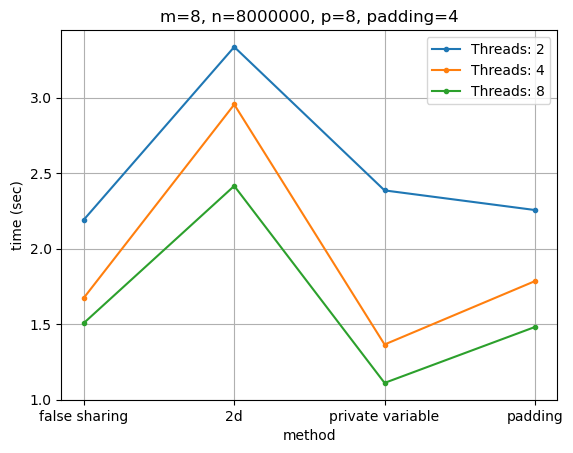 m=8, n=8000000, p=8, padding=4
Threads: 2
Threads: 4
Threads: 8
3.0
2.5
2.0
1.5
1.0
time (sec)
false sharing
2d
private variable
padding
method